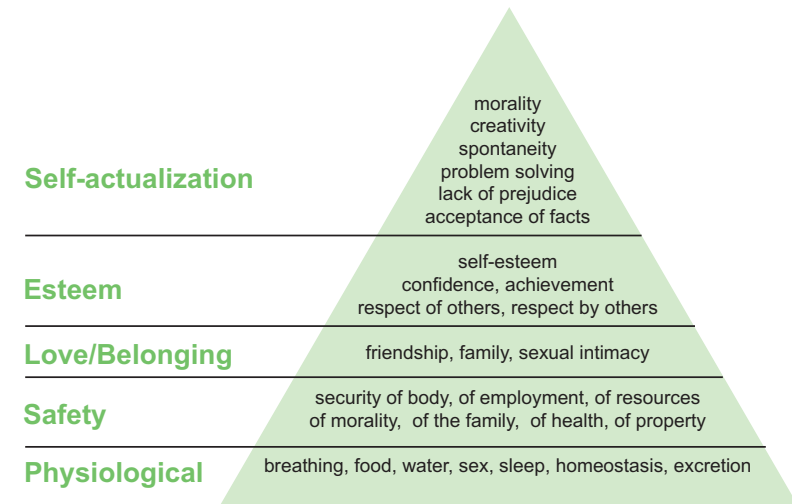 morality
creativity
spontaneity
problem solving
Self-actualization
lack of prejudice
acceptance of facts
self-esteem
Esteem
confidence, achievement
respect of others, respect by others
Love/Belonging
friendship, family, sexual intimacy
Safety
security of body, of employment, of resources
of morality, of the family, of health, of property
Physiological
breathing, food, water, sex, sleep, homeostasis, excretion